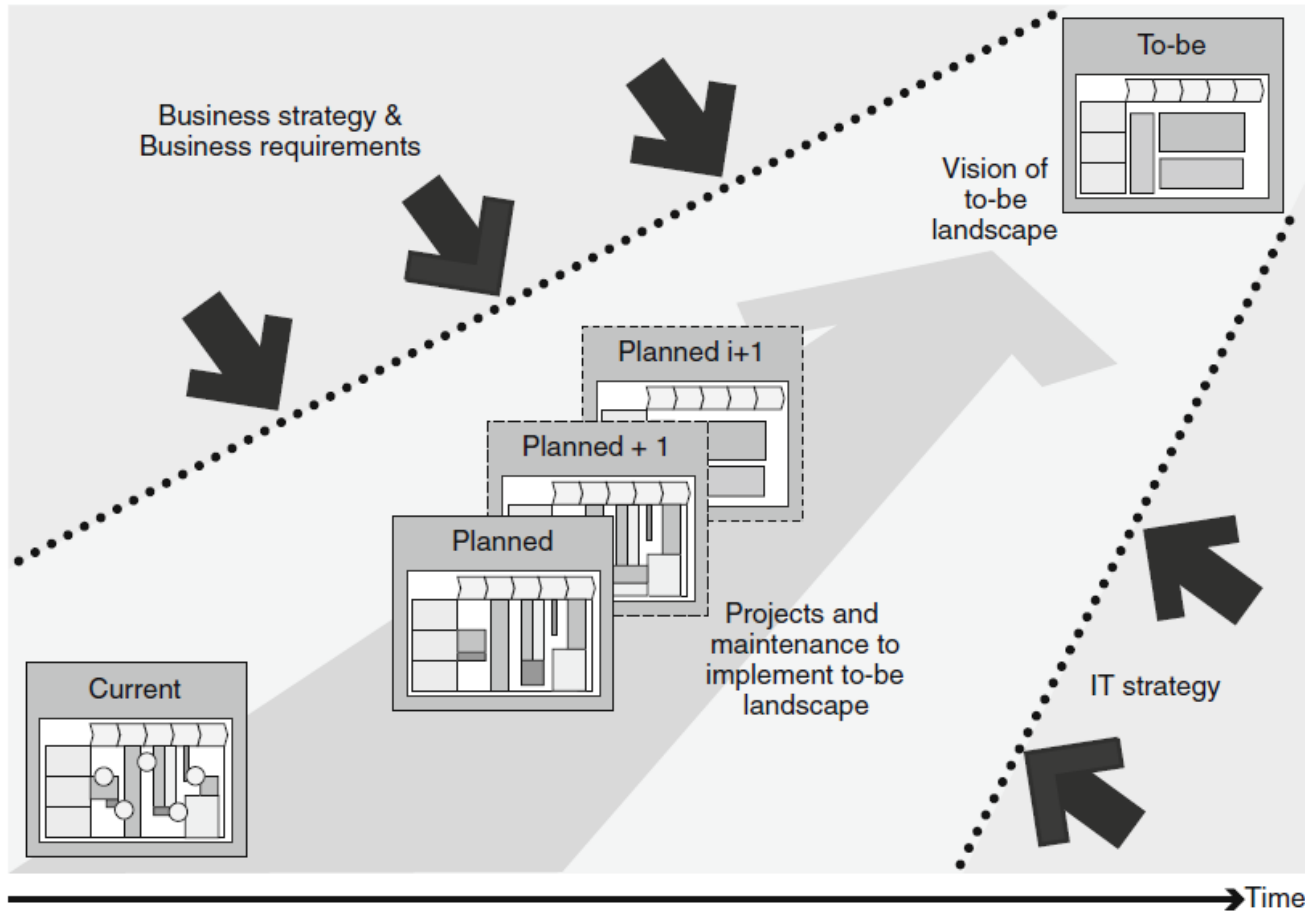 To-be
Business strategy &
Business requirements
Vision of
to-be
landscape
Planned i+1
Planned + 1
Planned
Projects and
maintenance to
implement to-be
landscape
Current
IT strategy
Time